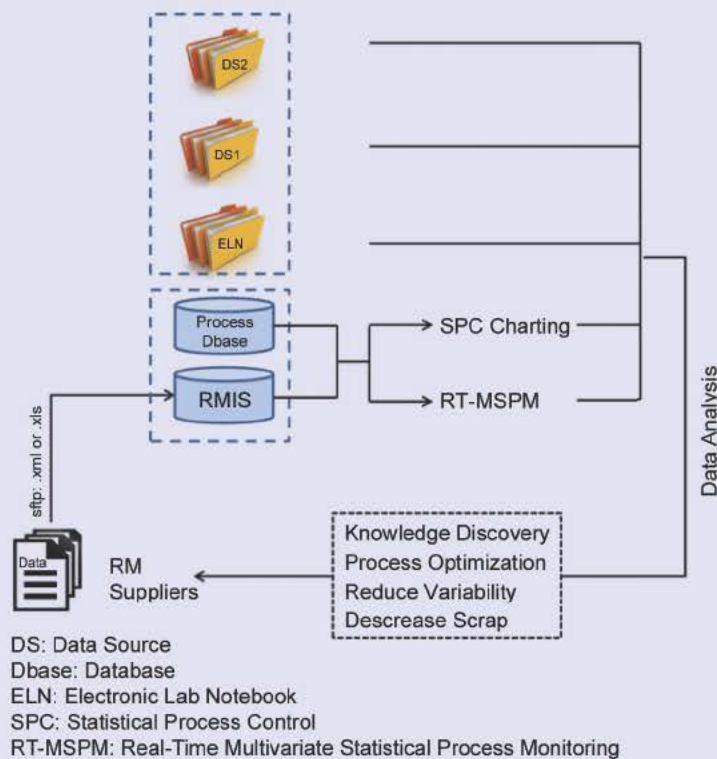 DS2
DS1
ELN
Process
Dbase
RMIS
SPC Charting
RT-MSPM
Data Analysis
sftp: .xml or .xls
Data
RM
Suppliers
Knowledge Discovery
Process Optimization
Reduce Variability
Descrease Scrap
DS: Data Source
Dbase: Database
ELN: Electronic Lab Notebook
SPC: Statistical Process Control
RT-MSPM: Real-Time Multivariate Statistical Process Monitoring